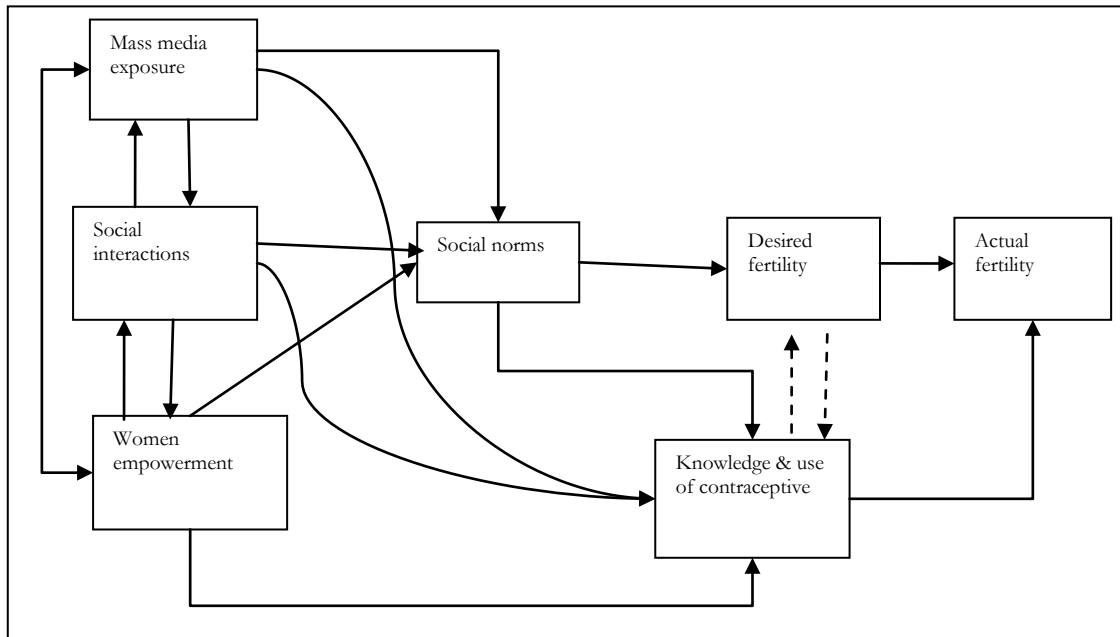 Mass media
exposure
Social
interactions
Social norms
Desired
fertility
Actual
fertility
Women
empowerment
Knowledge & use
of contraceptive